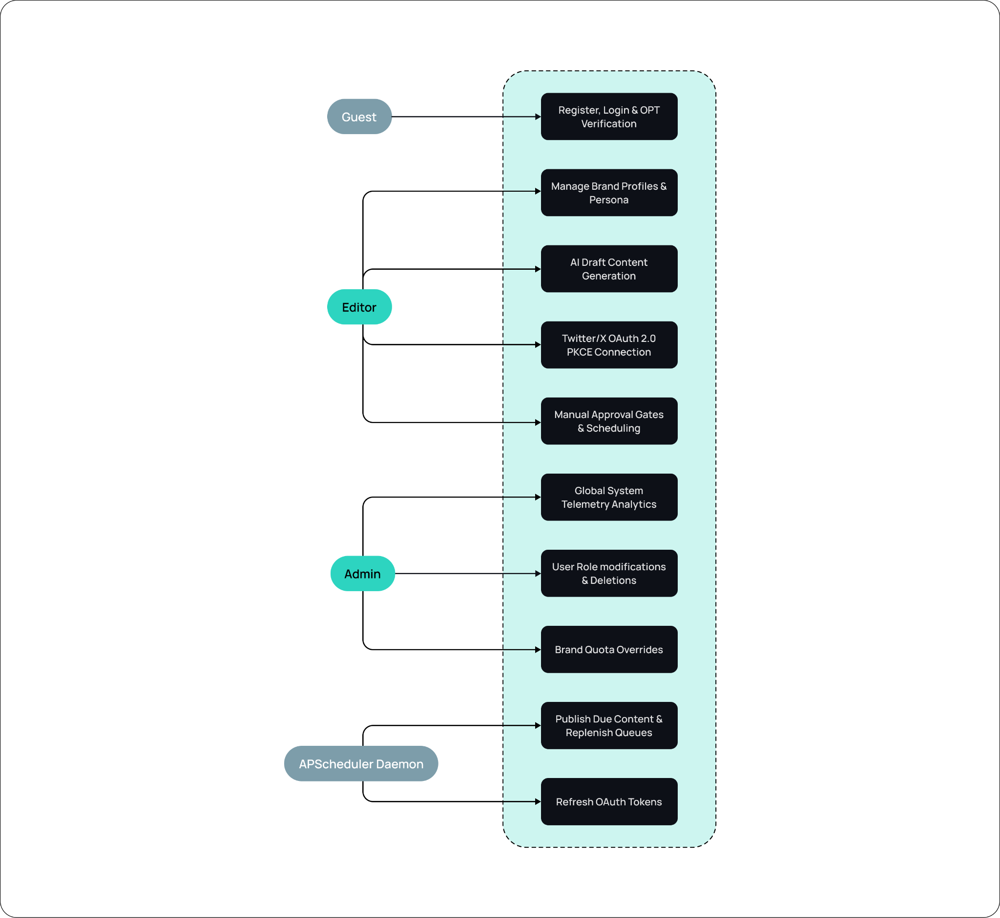 Guest
Register, Login & OPT
Verification
Manage Brand Profiles &
Persona
AI Draft Content
Generation
Editor
Twitter/X OAuth 2.0
PKCE Connection
Manual Approval Gates
& Scheduling
Global System
Telemetry Analytics
Admin
User Role modifications
& Deletions
Brand Quota Overrides
Publish Due Content &
Replenish Queues
APScheduler Daemon
Refresh OAuth Tokens